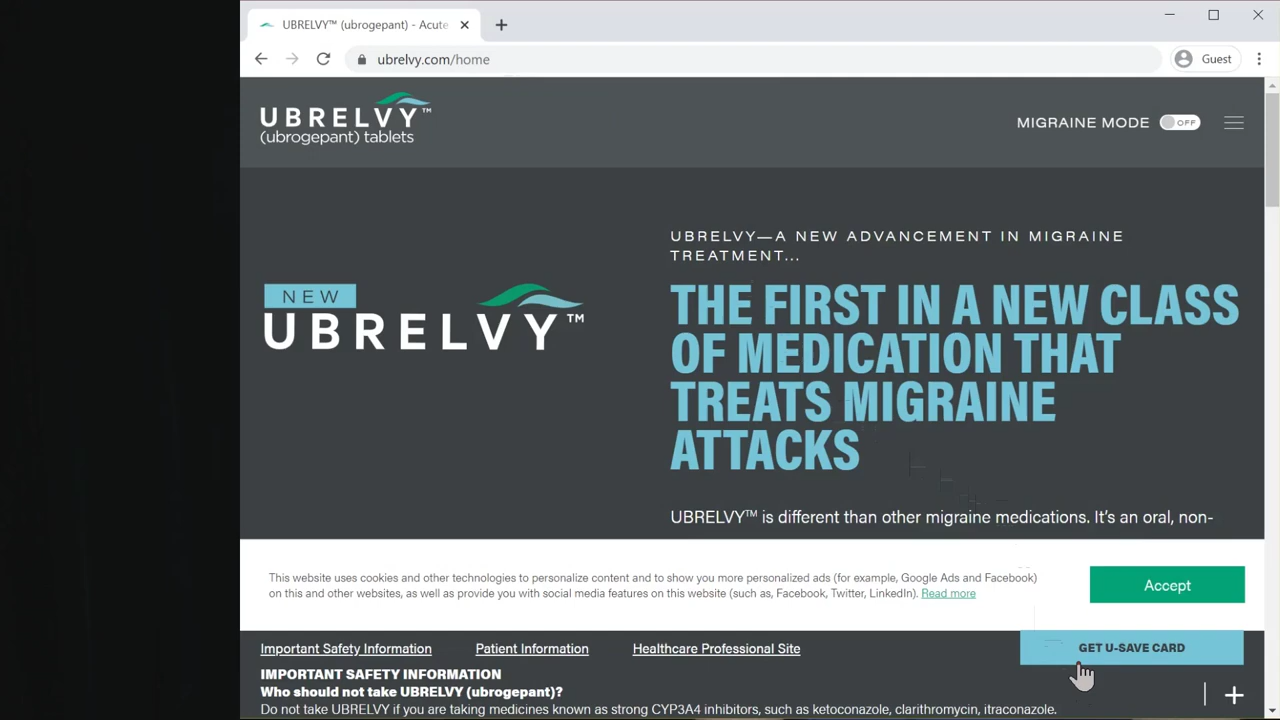 UBRELVY™ (ubrogepant) - Acute
ubrelvy.com/home
Guest
UBRELVY™
(ubrogepant) tablets
MIGRAINE MODE OFF
NEW
UBRELVY™
UBRELVY—A NEW ADVANCEMENT IN MIGRAINE
TREATMENT...
THE FIRST IN A NEW CLASS
OF MEDICATION THAT
TREATS MIGRAINE
ATTACKS
UBRELVY™ is different than other migraine medications. It’s an oral, non-
This website uses cookies and other technologies to personalize content and to show you more personalized ads (for example, Google Ads and Facebook)
on this and other websites, as well as provide you with social media features on this website (such as, Facebook, Twitter, LinkedIn). Read more
Accept
Important Safety Information
Patient Information
Healthcare Professional Site
GET U-SAVE CARD
IMPORTANT SAFETY INFORMATION
Who should not take UBRELVY (ubrogepant)?
Do not take UBRELVY if you are taking medicines known as strong CYP3A4 inhibitors, such as ketoconazole, clarithromycin, itraconazole.